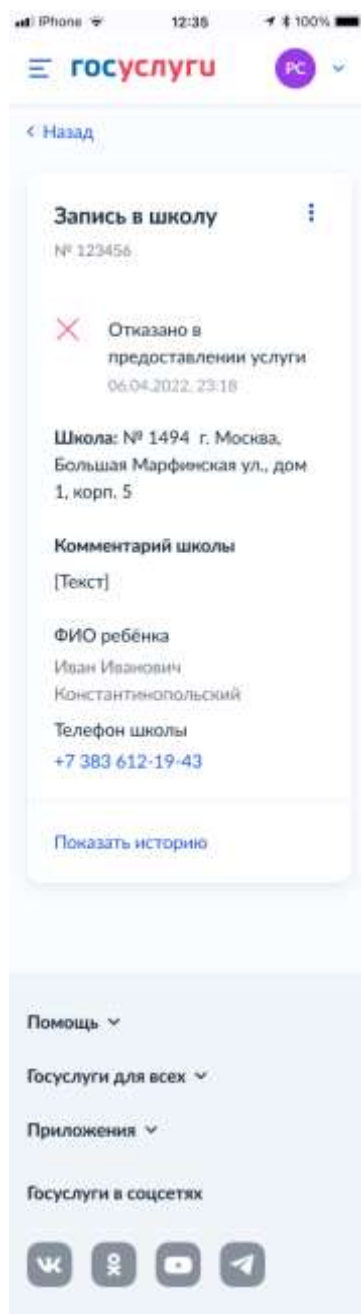 iPhone 12:35 100%
госуслуги РС
Назад
Запись в школу
№ 123456
Отказано в
предоставлении услуги
06.04.2022, 23:18
Школа: № 1494 г. Москва,
Большая Марфинская ул., дом
1, корп. 5
Комментарий школы
[Текст]
ФИО ребёнка
Иван Иванович
Константинопольский
Телефон школы
+7 383 612-19-43
Показать историю
Помощь
Госуслуги для всех
Приложения
Госуслуги в соцсетях